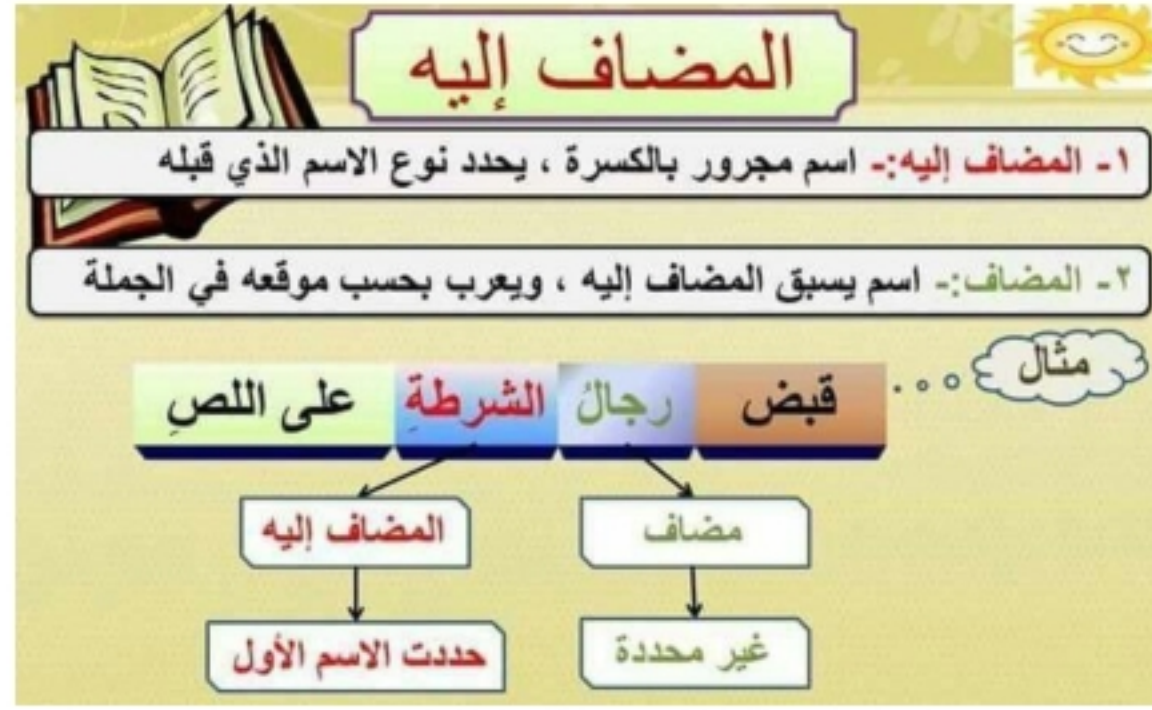 المضاف إليه
١- المضاف إليه:- اسم مجرور بالكسرة ، يحدد نوع الاسم الذي قبله
٢- المضاف:- اسم يسبق المضاف إليه ، ويعرب بحسب موقعه في الجملة
مثال
قبض رجالُ الشرطةِ على اللصِ
مضاف المضاف إليه
غير محددة حددت الاسم الأول